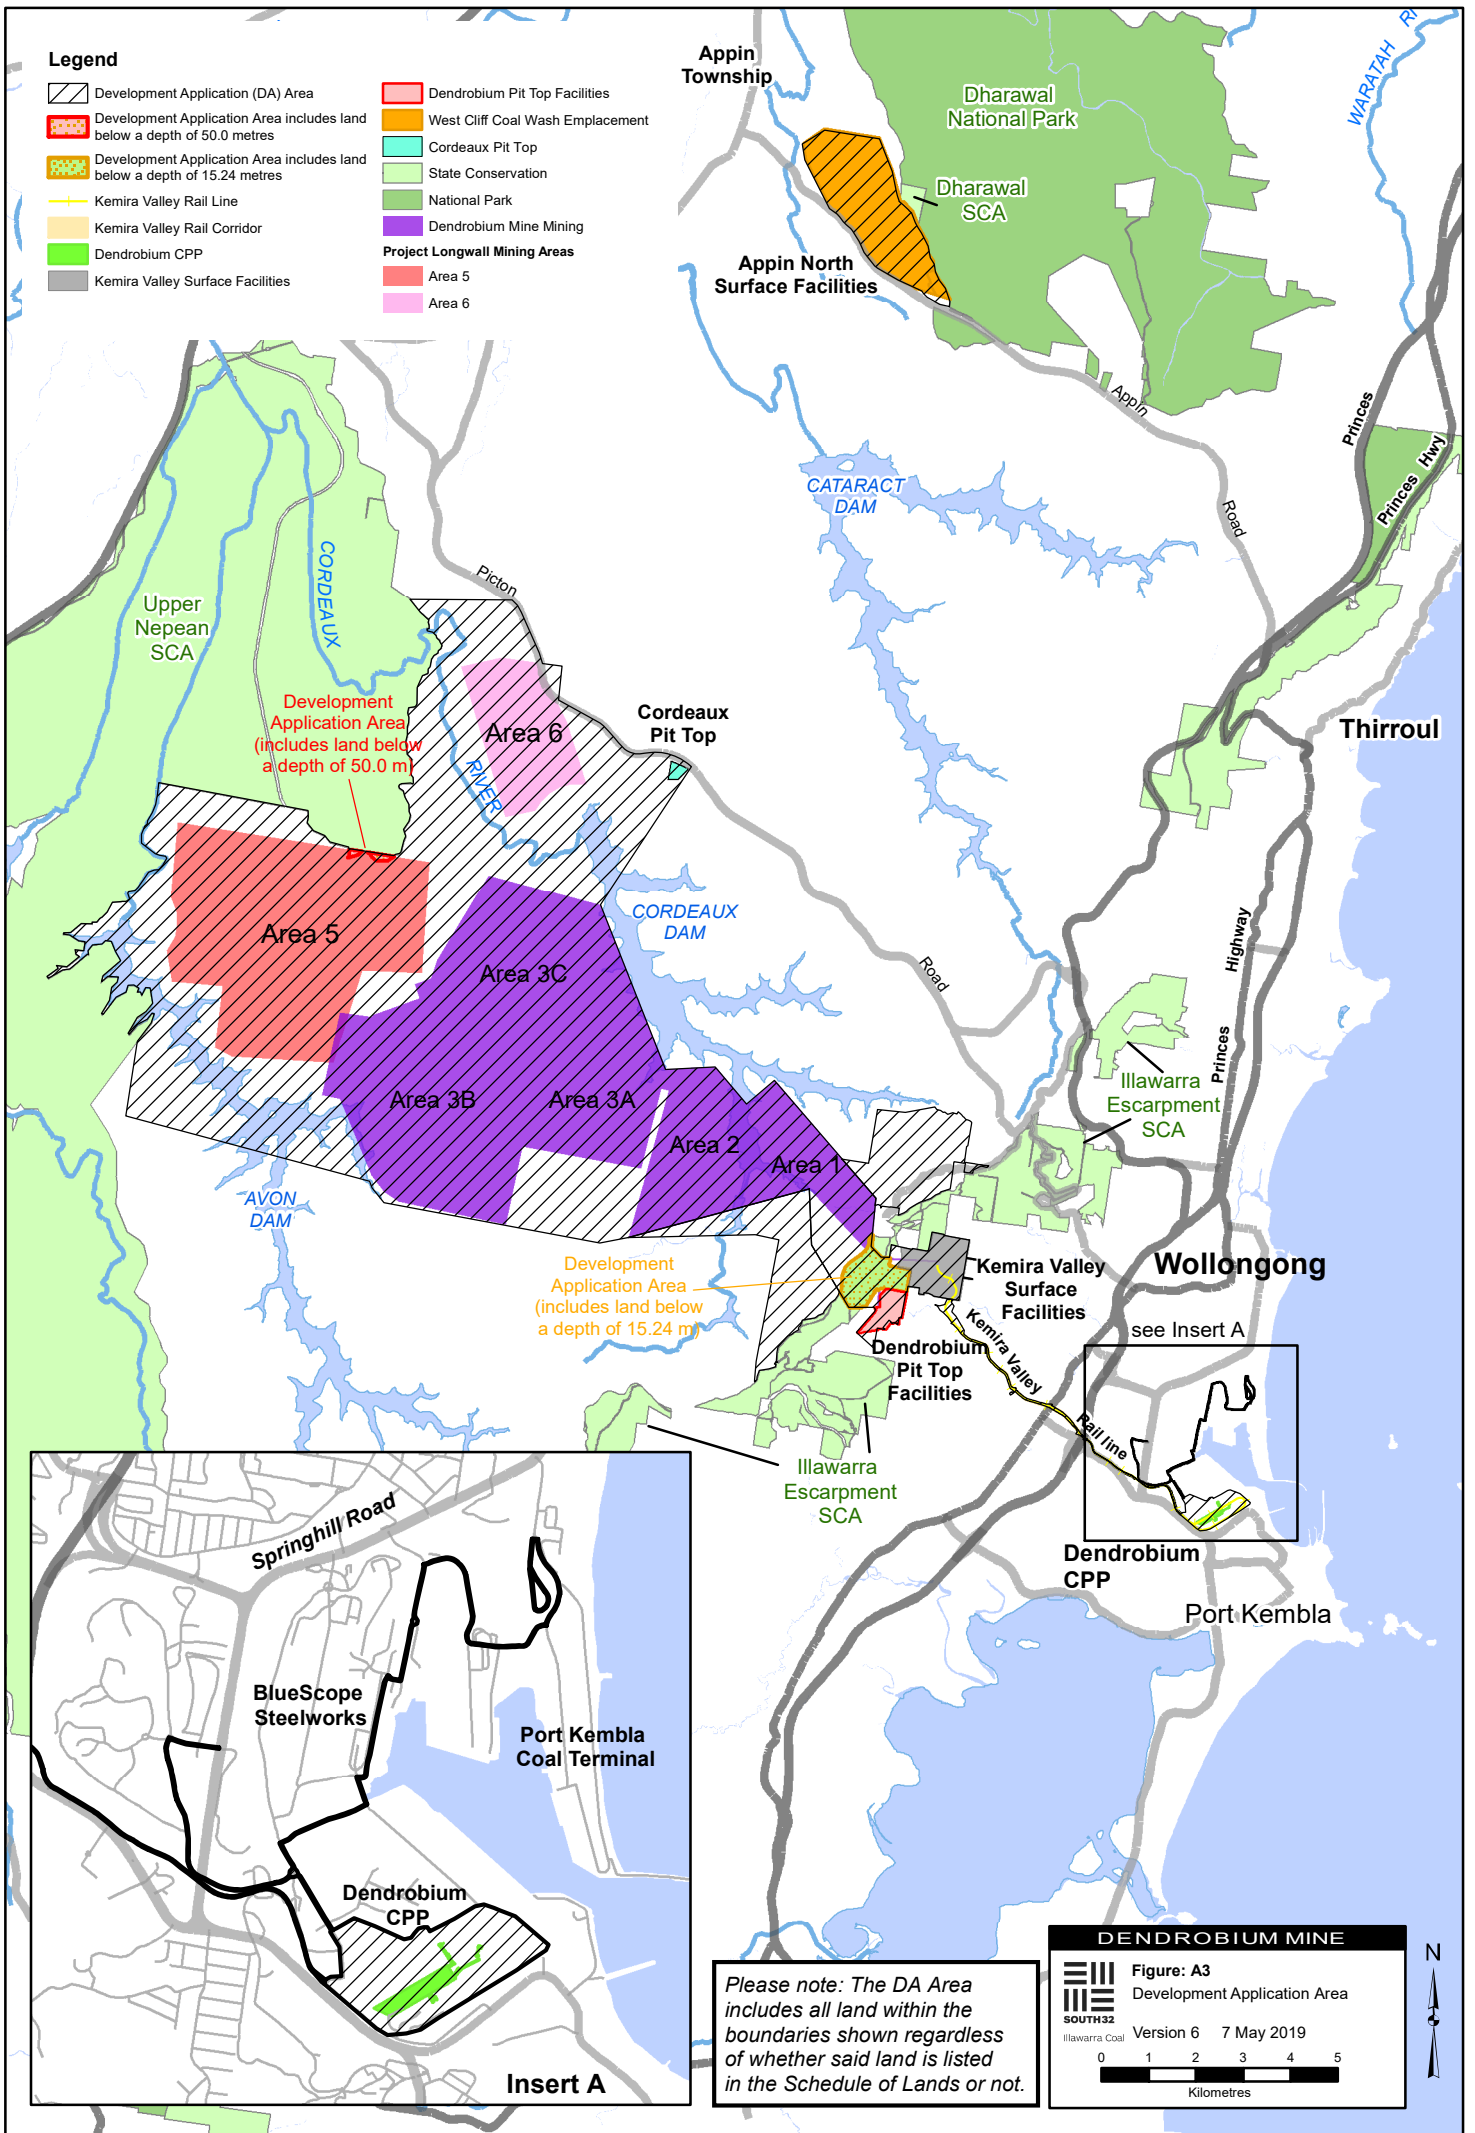 Legend
Development Application (DA) Area
Development Application Area includes land
below a depth of 50.0 metres
Development Application Area includes land
below a depth of 15.24 metres
Kemira Valley Rail Line
Kemira Valley Rail Corridor
Dendrobium CPP
Kemira Valley Surface Facilities
Dendrobium Pit Top Facilities
West Cliff Coal Wash Emplacement
Cordeaux Pit Top
State Conservation
National Park
Dendrobium Mine Mining
Project Longwall Mining Areas
Area 5
Area 6
Appin
Township
Dharawal
National Park
WARATAH
Dharawal
SCA
Appin North
Surface Facilities
Appin
Road
Princes
Princes Hwy
CATARACT
DAM
CORDEAUX
RIVER
Picton
Road
Upper
Nepean
SCA
Development
Application Area
(includes land below
a depth of 50.0 m)
Area 6
Cordeaux
Pit Top
Thirroul
Area 5
CORDEAUX
DAM
Area 3C
Princes
Highway
Illawarra
Escarpment
SCA
Area 3B
Area 3A
Area 2
Area 1
AVON
DAM
Development
Application Area
(includes land below
a depth of 15.24 m)
Kemira Valley
Surface
Facilities
Wollongong
see Insert A
Dendrobium
Pit Top
Facilities
Kemira Valley
Rail line
Illawarra
Escarpment
SCA
Dendrobium
CPP
Port Kembla
Springhill Road
BlueScope
Steelworks
Port Kembla
Coal Terminal
Dendrobium
CPP
Insert A
Please note: The DA Area
includes all land within the
boundaries shown regardless
of whether said land is listed
in the Schedule of Lands or not.
DENDROBIUM MINE
SOUTH32
Illawarra Coal
Figure: A3
Development Application Area
Version 6 7 May 2019
0 1 2 3 4 5
Kilometres
N